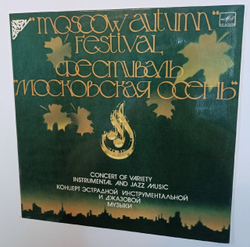 "MOSCOW AUTUMN"
FESTIVAL
ФЕСТИВАЛЬ
"МОСКОВСКАЯ ОСЕНЬ"
CONCERT OF VARIETY
INSTRUMENTAL AND JAZZ MUSIC
КОНЦЕРТ ЭСТРАДНОЙ ИНСТРУМЕНТАЛЬНОЙ
И ДЖАЗОВОЙ
МУЗЫКИ